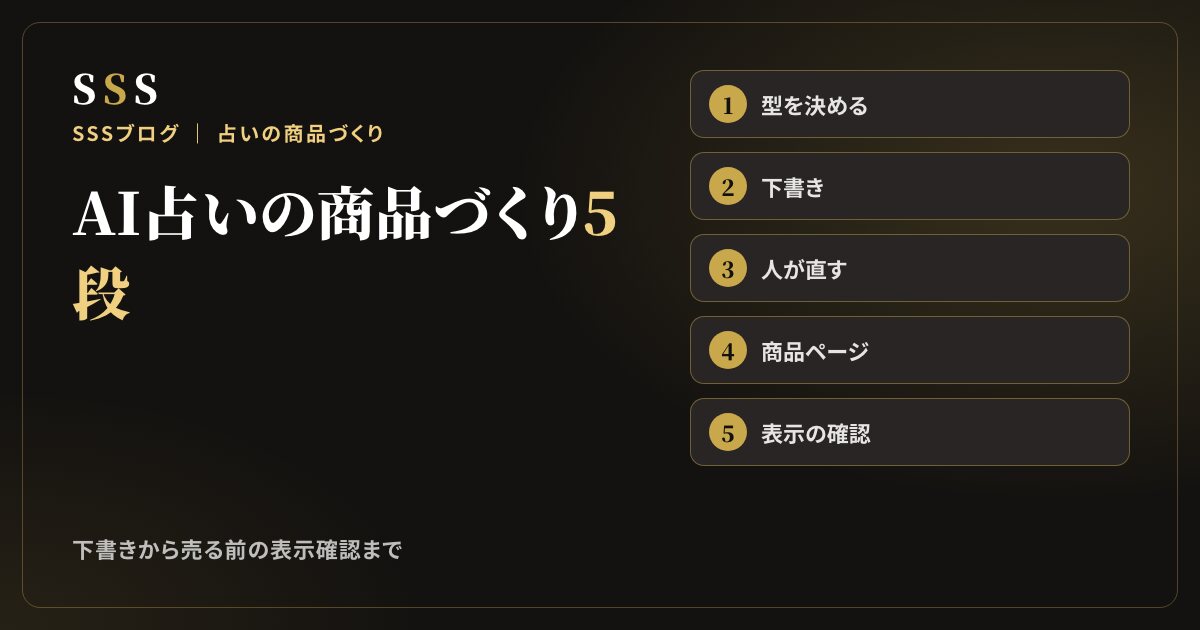 SSS
SSSブログ ｜ 占いの商品づくり
AI占いの商品づくり5
段
下書きから売る前の表示確認まで
1 型を決める
2 下書き
3 人が直す
4 商品ページ
5 表示の確認